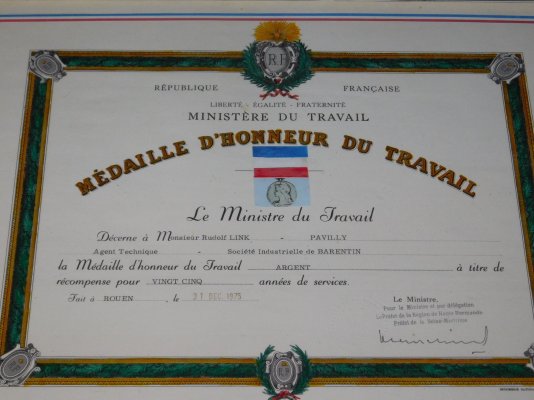 R.F
RÉPUBLIQUE FRANÇAISE
LIBERTÉ - ÉGALITÉ - FRATERNITÉ
MINISTÈRE DU TRAVAIL
MÉDAILLE D'HONNEUR DU TRAVAIL
Le Ministre du Travail
Décerne à Monsieur Rudolf LINK - PAVILLY
Agent Technique - Société Industrielle de BARENTIN
la Médaille d'honneur du Travail ARGENT à titre de
récompense pour VINGT CINQ années de services.
Fait à ROUEN, le 31 DEC. 1975
Le Ministre,
Pour le Ministre et par délégation
Le Préfet de la Région de Haute Normandie
Préfet de la Seine-Maritime